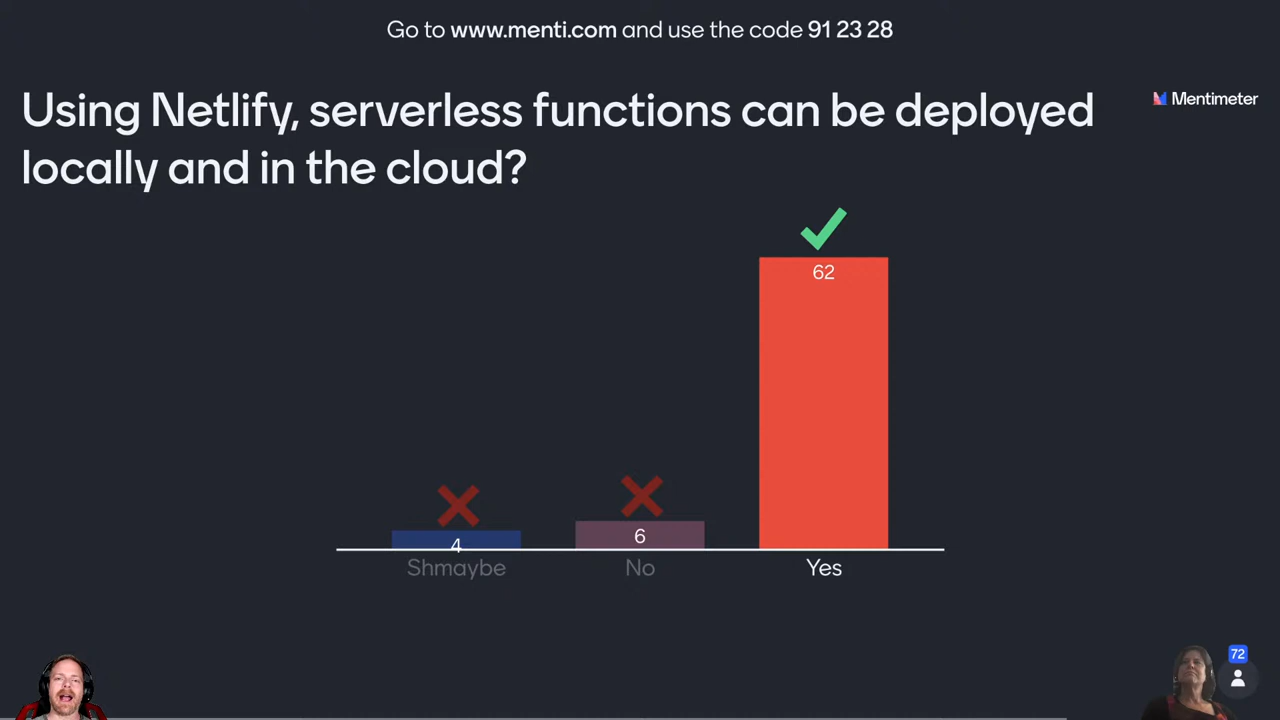 Go to www.menti.com and use the code 91 23 28
Using Netlify, serverless functions can be deployed
locally and in the cloud?
Mentimeter
62
4
6
Shmaybe
No
Yes
72